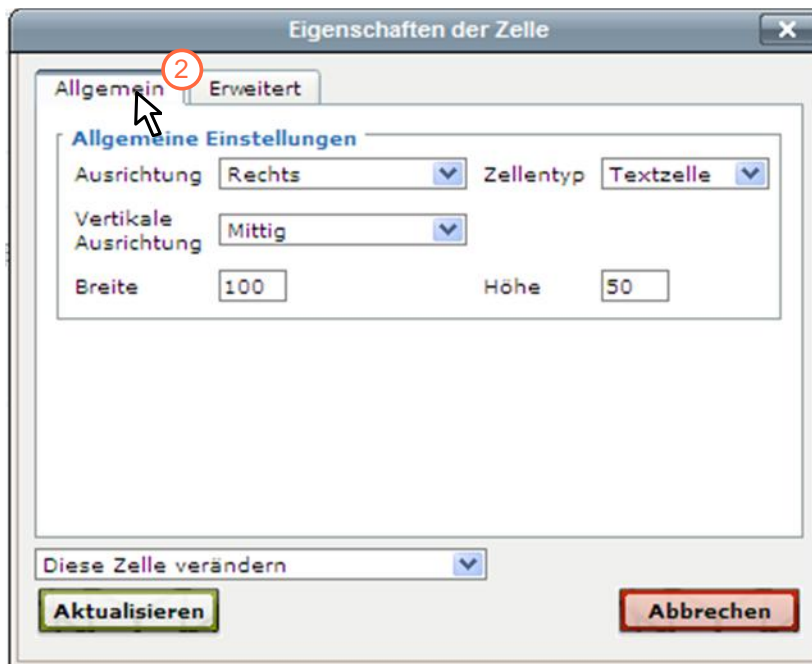 Eigenschaften der Zelle
2
Allgemein Erweitert
Allgemeine Einstellungen
Ausrichtung Rechts Zellentyp Textzelle
Vertikale
Ausrichtung Mittig
Breite 100 Höhe 50
Diese Zelle verändern
Aktualisieren Abbrechen